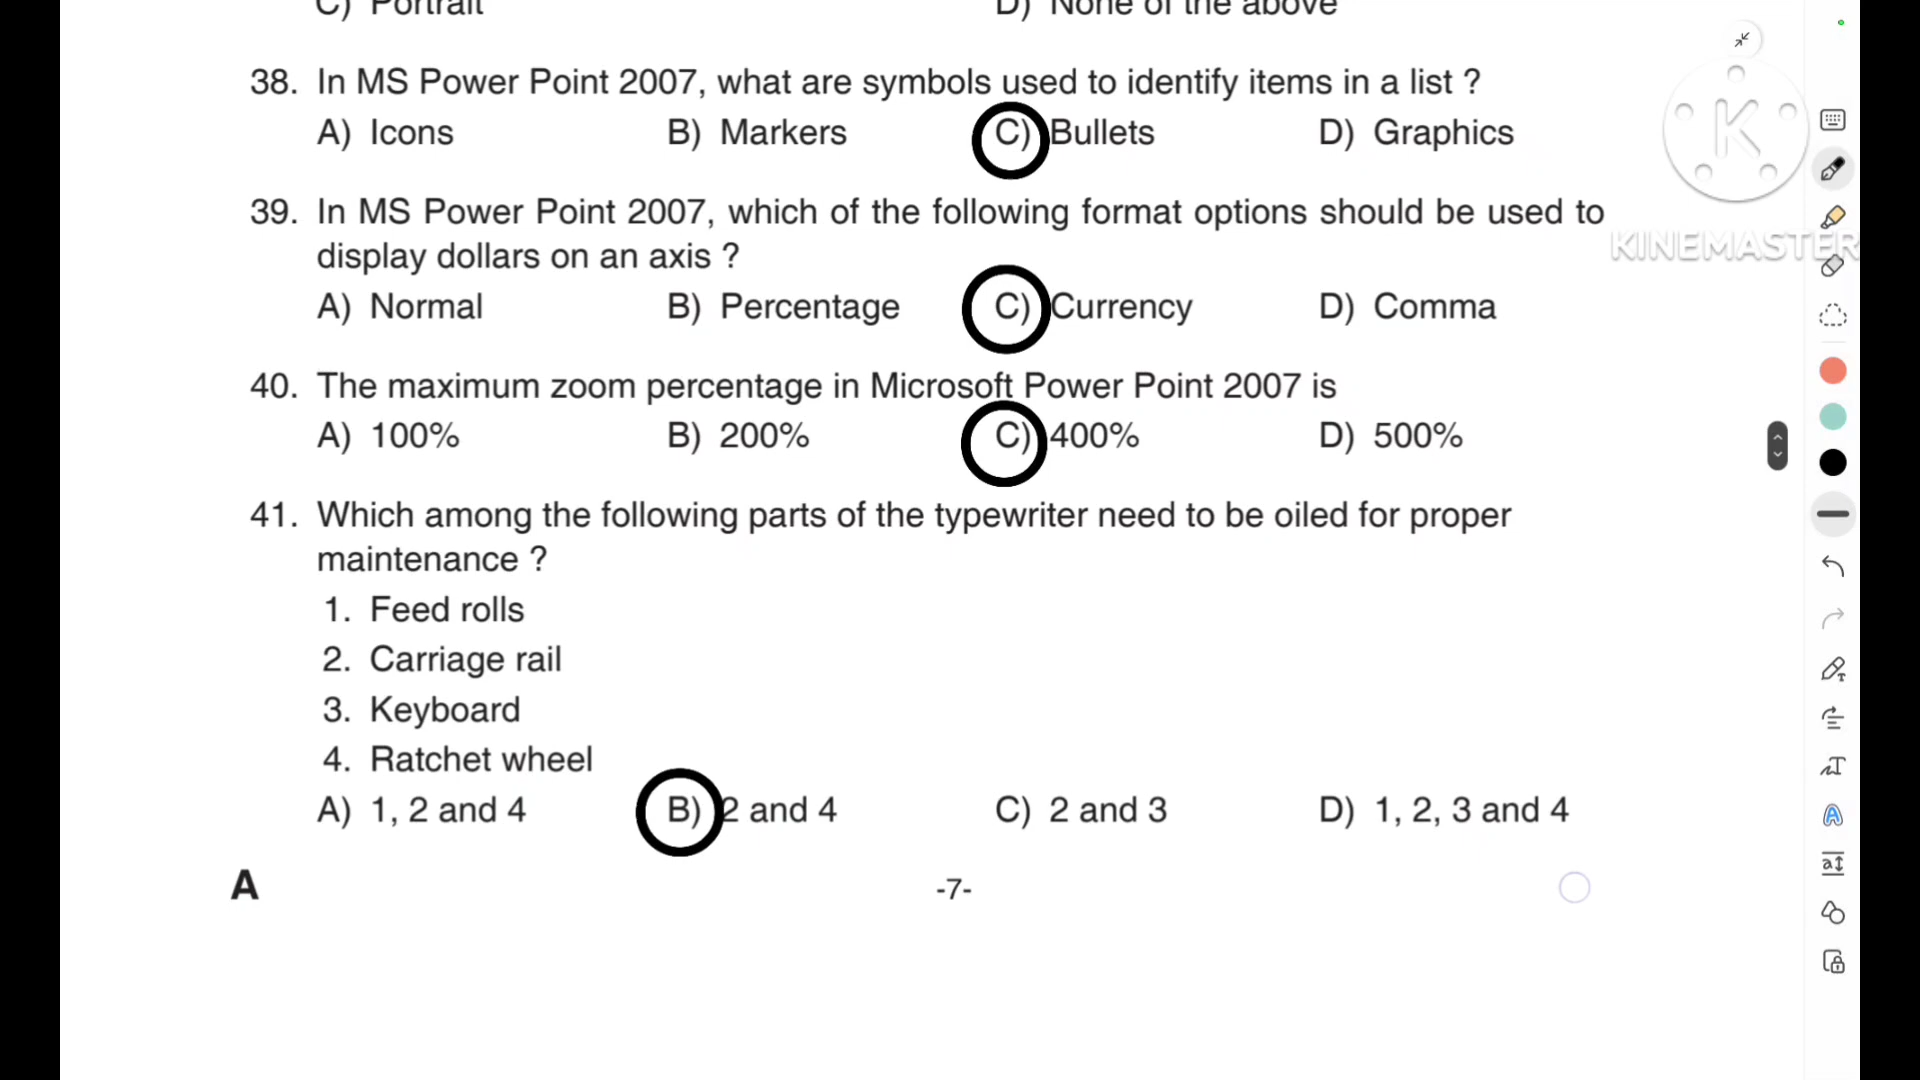 C) Portrait D) None of the above
38. In MS Power Point 2007, what are symbols used to identify items in a list ?
A) Icons B) Markers C) Bullets D) Graphics
39. In MS Power Point 2007, which of the following format options should be used to
display dollars on an axis ?
A) Normal B) Percentage C) Currency D) Comma
40. The maximum zoom percentage in Microsoft Power Point 2007 is
A) 100% B) 200% C) 400% D) 500%
41. Which among the following parts of the typewriter need to be oiled for proper
maintenance ?
1. Feed rolls
2. Carriage rail
3. Keyboard
4. Ratchet wheel
A) 1, 2 and 4 B) 2 and 4 C) 2 and 3 D) 1, 2, 3 and 4
A -7-
K
KINEMASTER